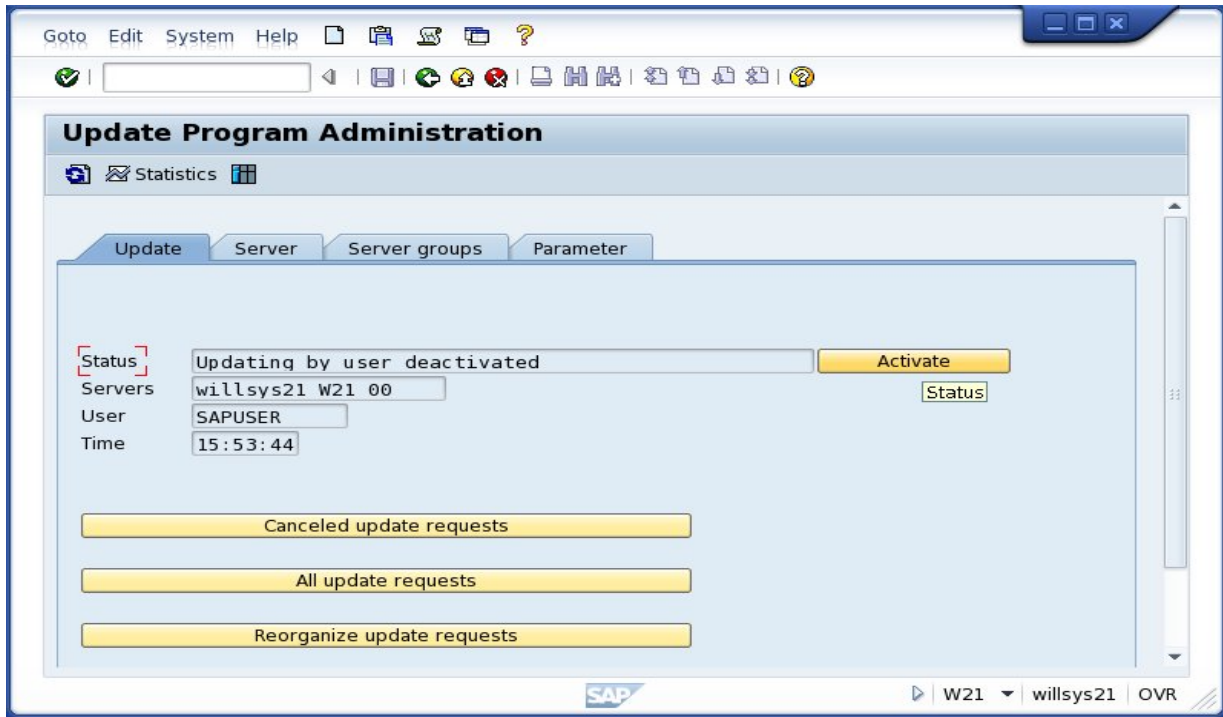 Goto Edit System Help
Update Program Administration
Statistics
Update Server Server groups Parameter
Status Updating by user deactivated Activate
Servers willsys21 W21 00 Status
User SAPUSER
Time 15:53:44
Canceled update requests
All update requests
Reorganize update requests
SAP W21 willsys21 OVR